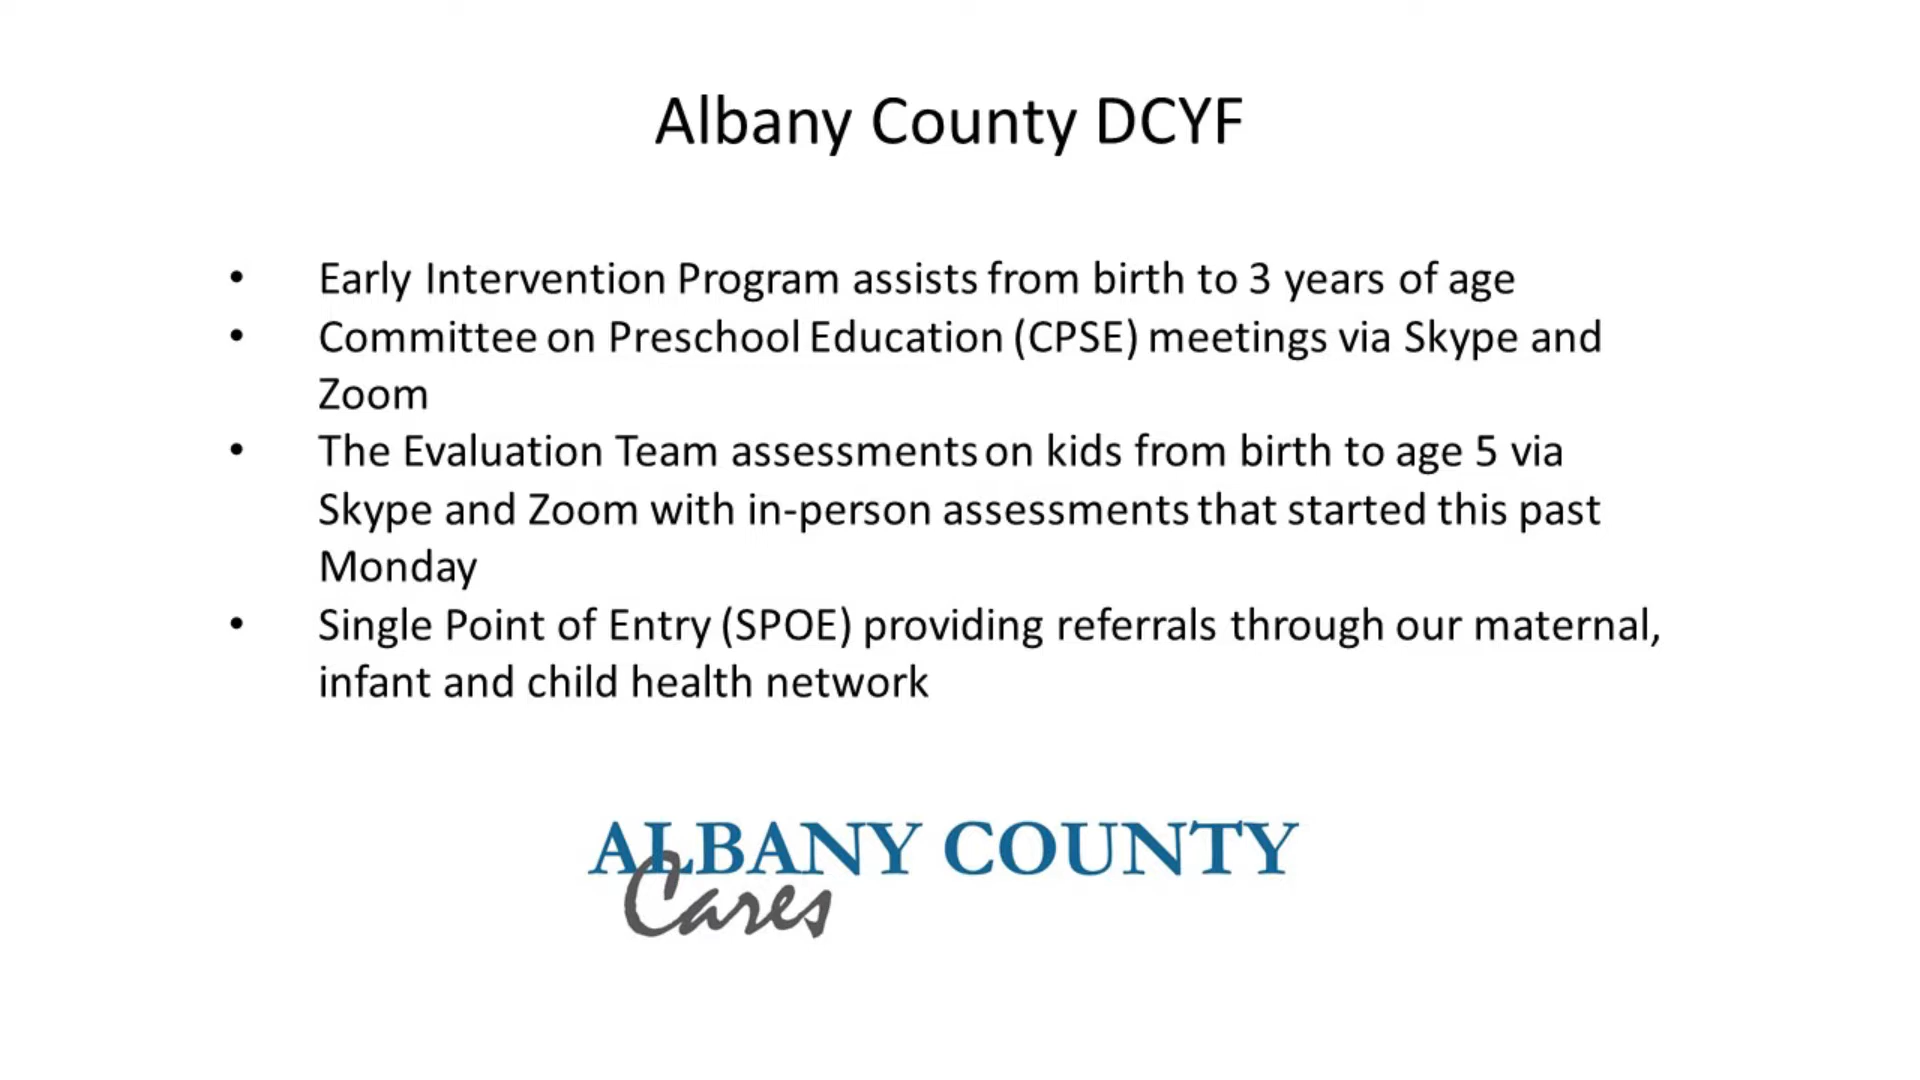 Albany County DCYF
• Early Intervention Program assists from birth to 3 years of age
• Committee on Preschool Education (CPSE) meetings via Skype and
Zoom
• The Evaluation Team assessments on kids from birth to age 5 via
Skype and Zoom with in-person assessments that started this past
Monday
• Single Point of Entry (SPOE) providing referrals through our maternal,
infant and child health network
ALBANY COUNTY
Cares